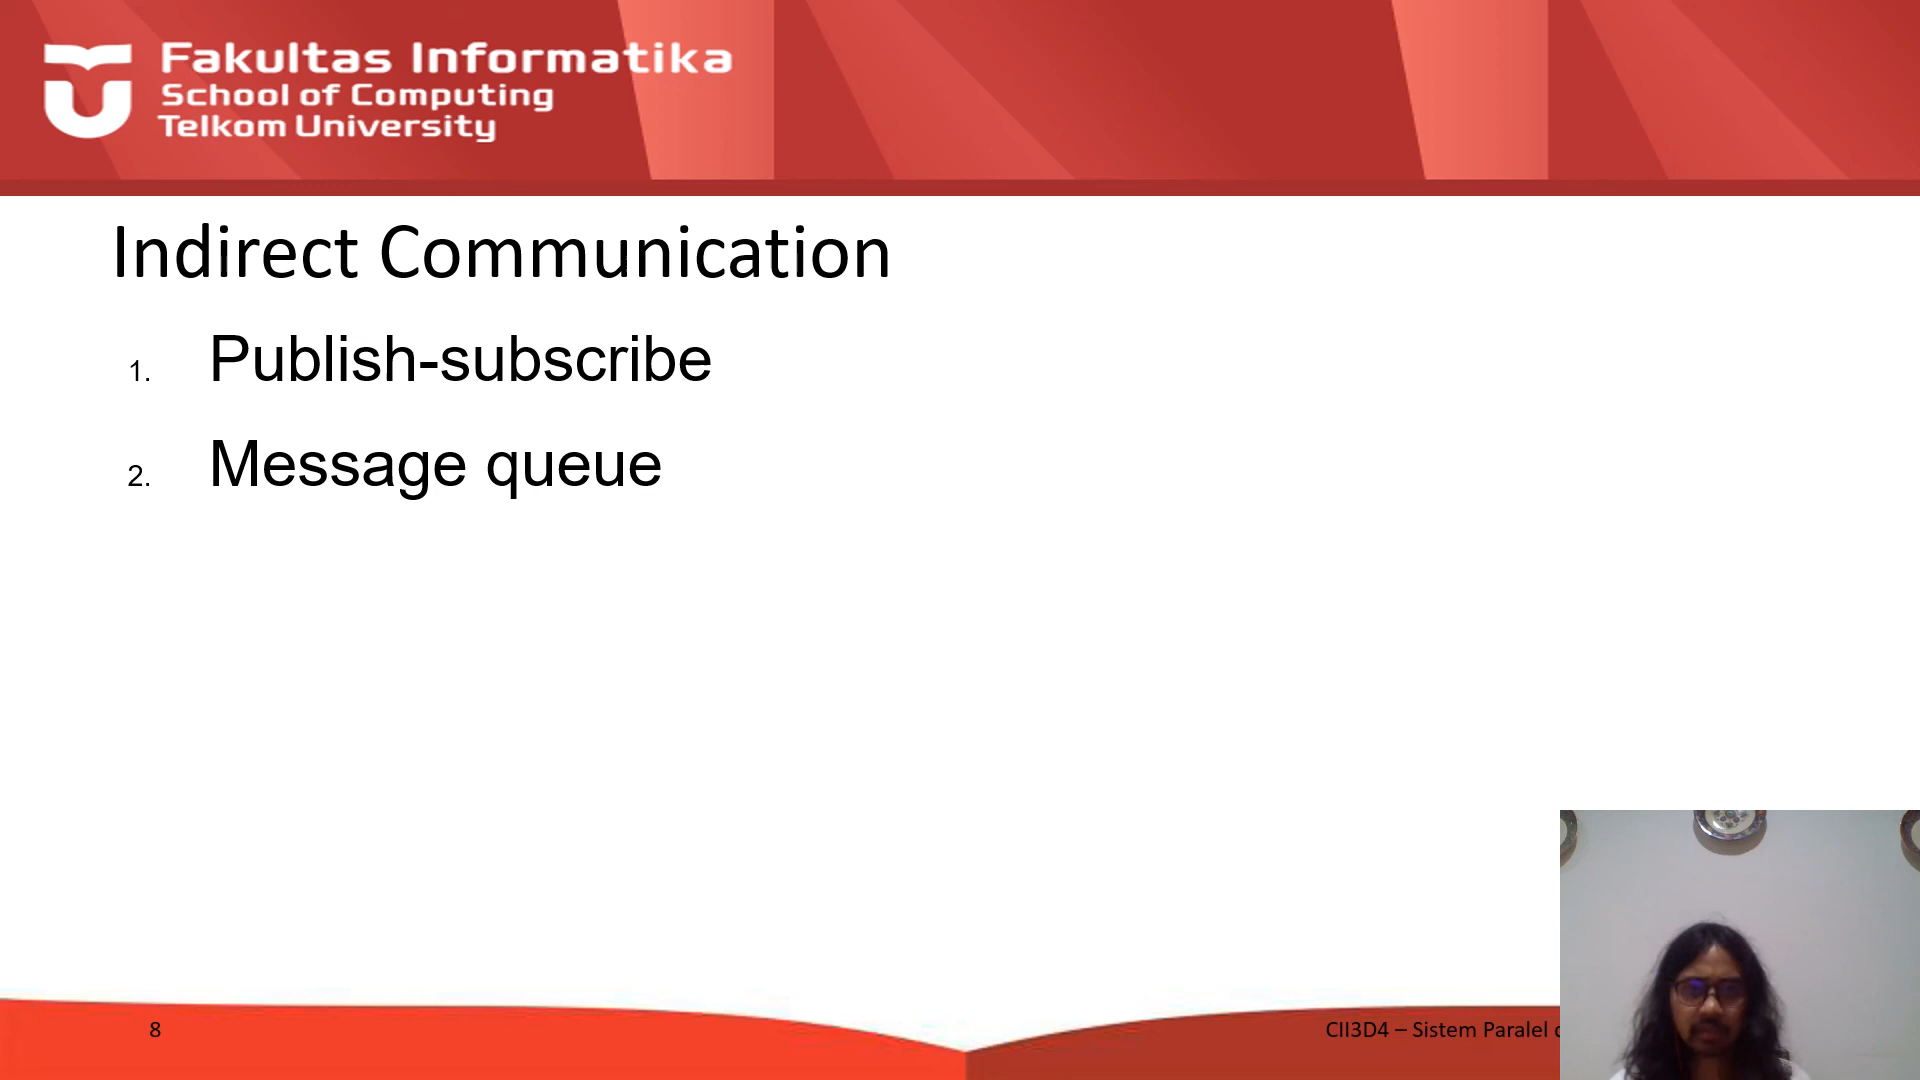 Fakultas Informatika
School of Computing
Telkom University
Indirect Communication
1. Publish-subscribe
2. Message queue
8
CII3D4 – Sistem Paralel